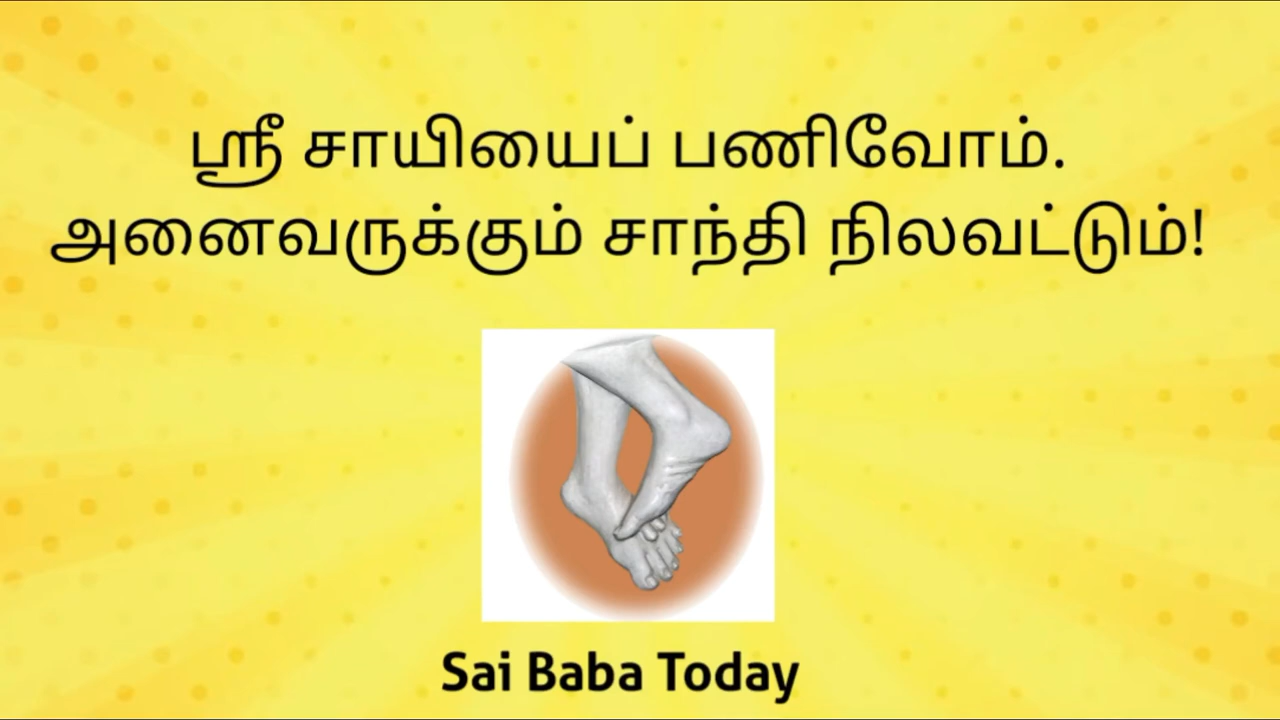 ஸ்ரீ சாயியைப் பணிவோம்.
அனைவருக்கும் சாந்தி நிலவட்டும்!
Sai Baba Today